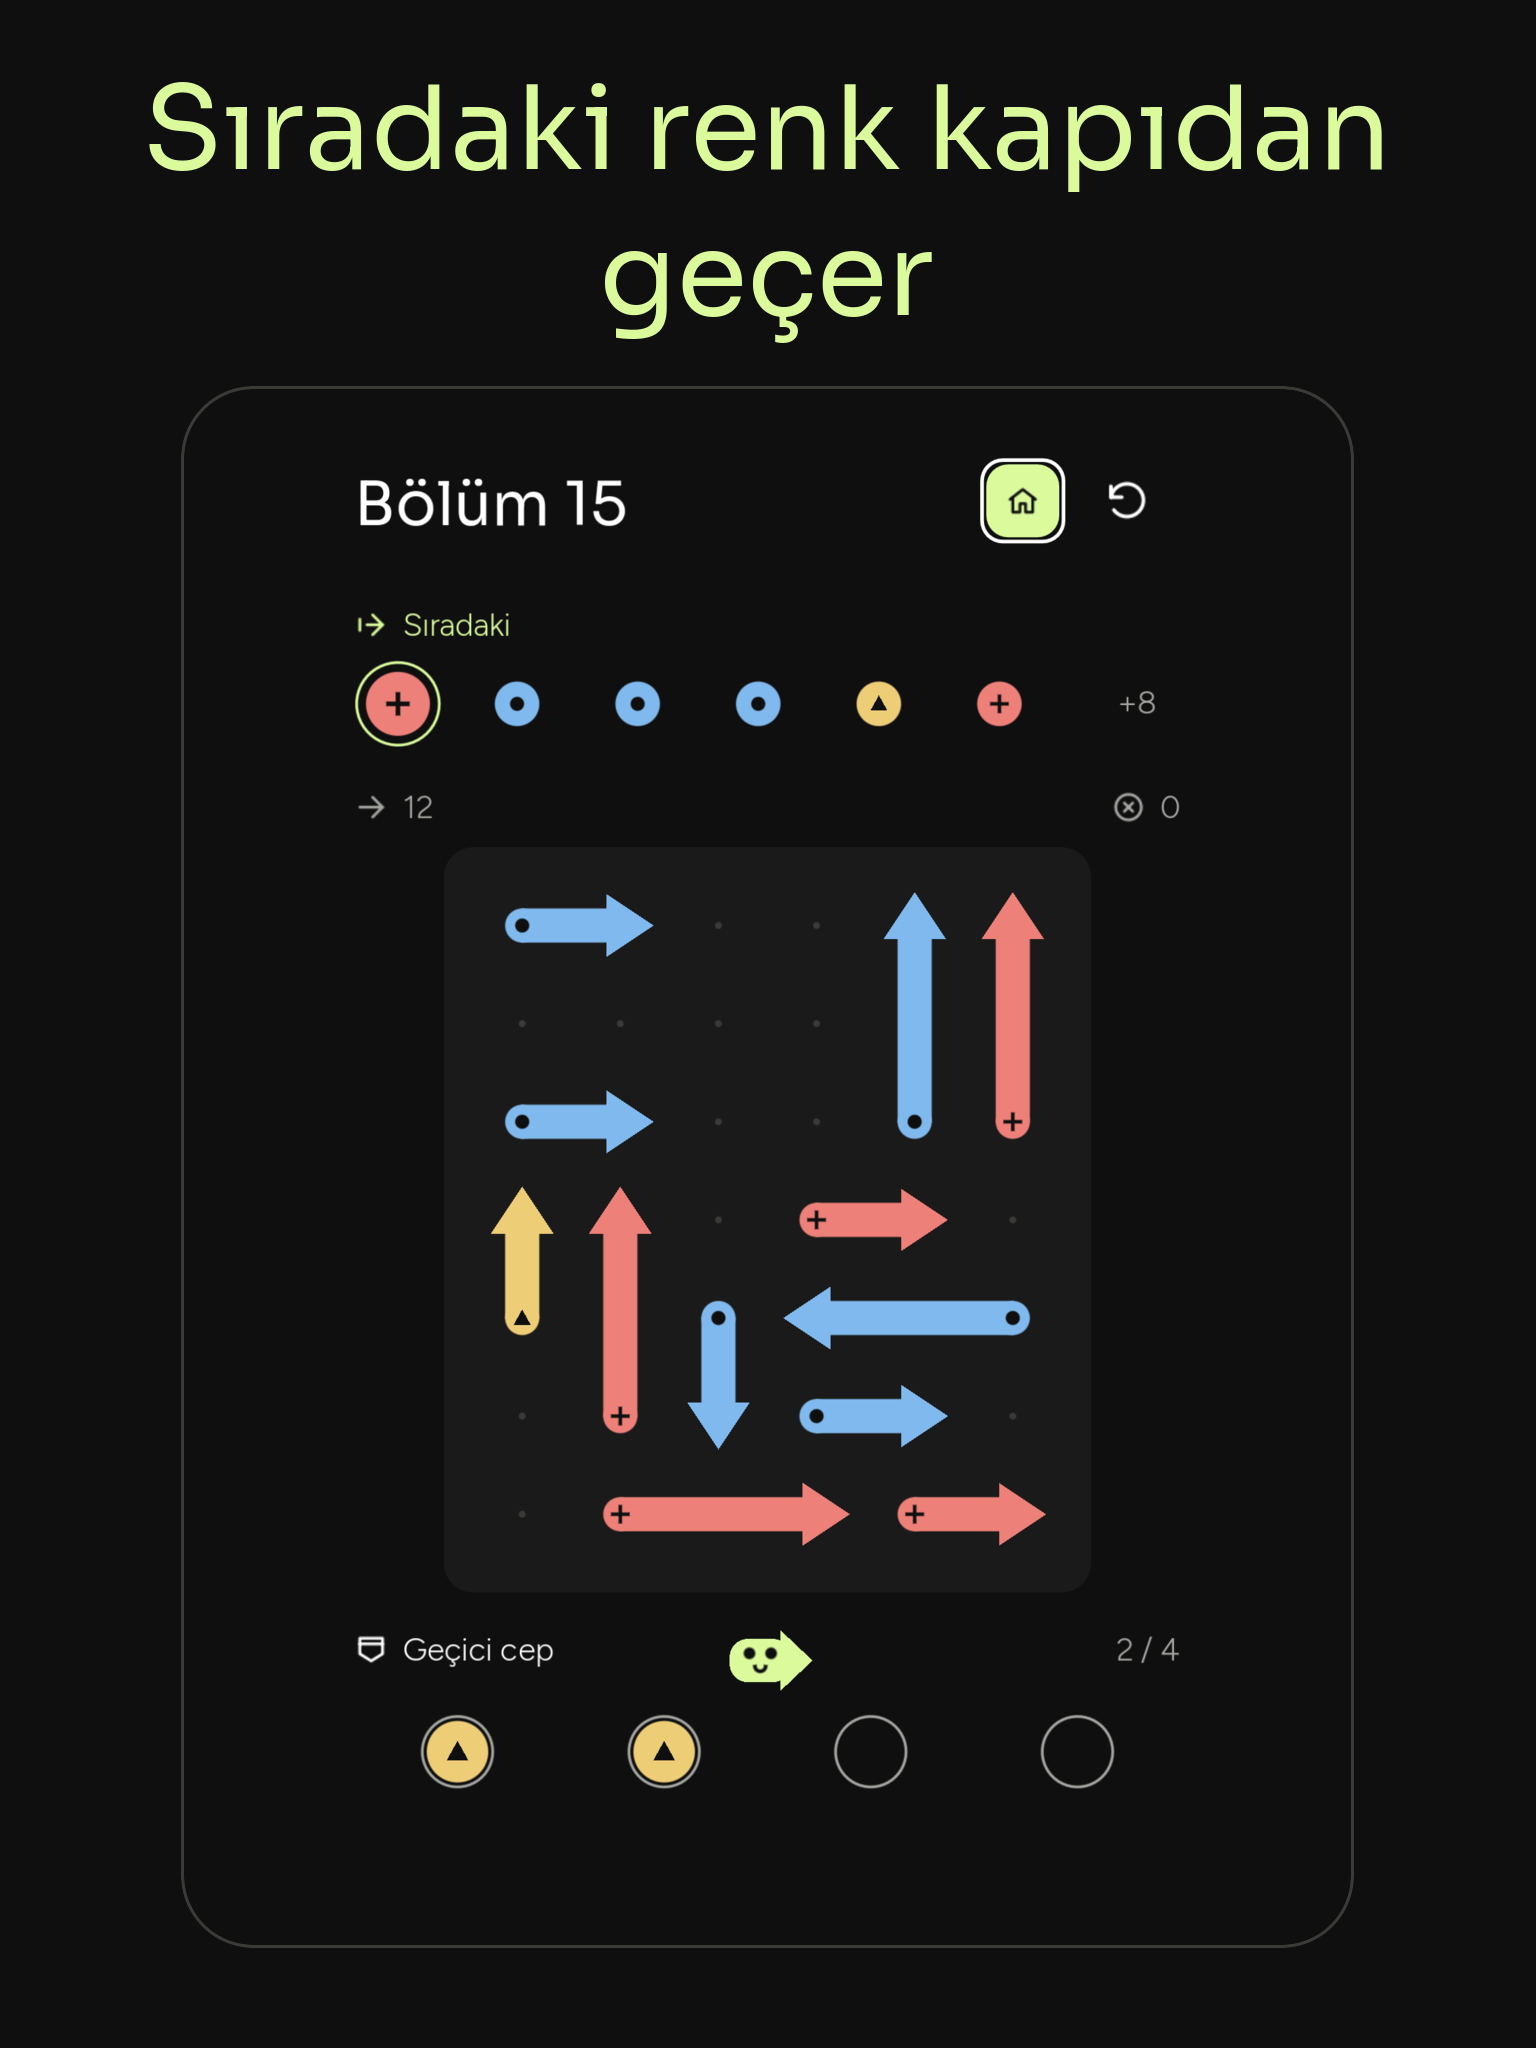 Sıradaki renk kapıdan
geçer
Bölüm 15
Sıradaki
+8
12
0
Geçici cep
2 / 4